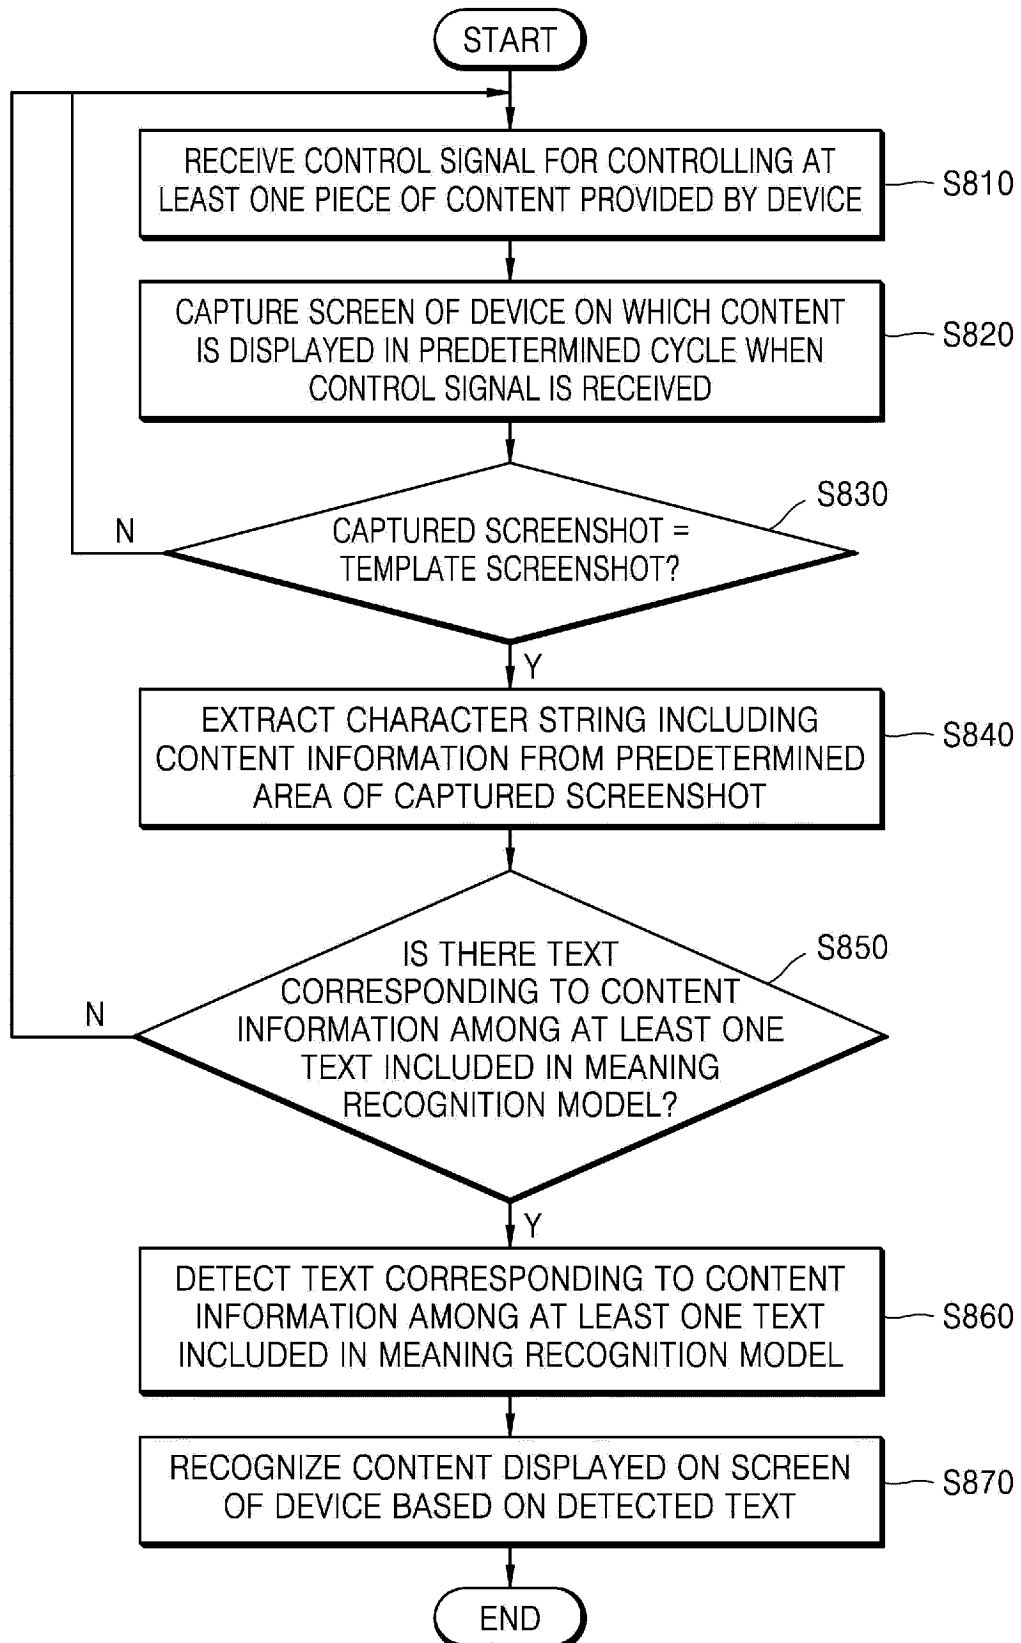 START
RECEIVE CONTROL SIGNAL FOR CONTROLLING AT
LEAST ONE PIECE OF CONTENT PROVIDED BY DEVICE
S810
CAPTURE SCREEN OF DEVICE ON WHICH CONTENT
IS DISPLAYED IN PREDETERMINED CYCLE WHEN
CONTROL SIGNAL IS RECEIVED
S820
S830
CAPTURED SCREENSHOT =
TEMPLATE SCREENSHOT?
N
Y
EXTRACT CHARACTER STRING INCLUDING
CONTENT INFORMATION FROM PREDETERMINED
AREA OF CAPTURED SCREENSHOT
S840
S850
IS THERE TEXT
CORRESPONDING TO CONTENT
INFORMATION AMONG AT LEAST ONE
TEXT INCLUDED IN MEANING
RECOGNITION MODEL?
N
Y
DETECT TEXT CORRESPONDING TO CONTENT
INFORMATION AMONG AT LEAST ONE TEXT
INCLUDED IN MEANING RECOGNITION MODEL
S860
RECOGNIZE CONTENT DISPLAYED ON SCREEN
OF DEVICE BASED ON DETECTED TEXT
S870
END